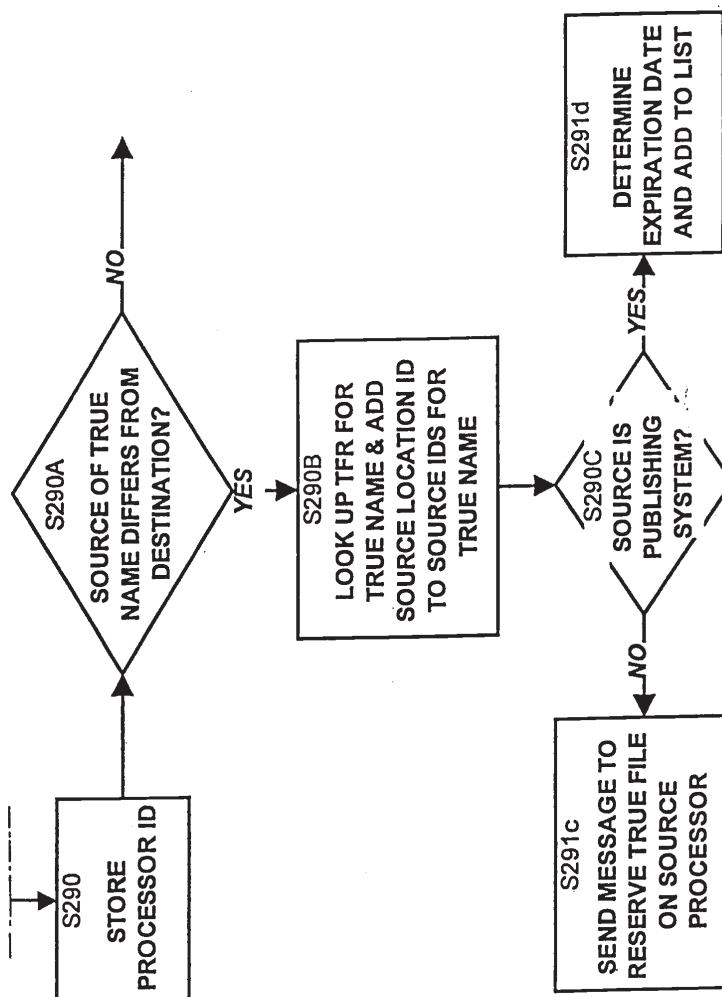 S290
STORE
PROCESSOR ID
S290A
SOURCE OF TRUE
NAME DIFFERS FROM
DESTINATION?
NO
YES
S290B
LOOK UP TFR FOR
TRUE NAME & ADD
SOURCE LOCATION ID
TO SOURCE IDS FOR
TRUE NAME
S290C
SOURCE IS
PUBLISHING
SYSTEM?
NO
YES
S291c
SEND MESSAGE TO
RESERVE TRUE FILE
ON SOURCE
PROCESSOR
S291d
DETERMINE
EXPIRATION DATE
AND ADD TO LIST